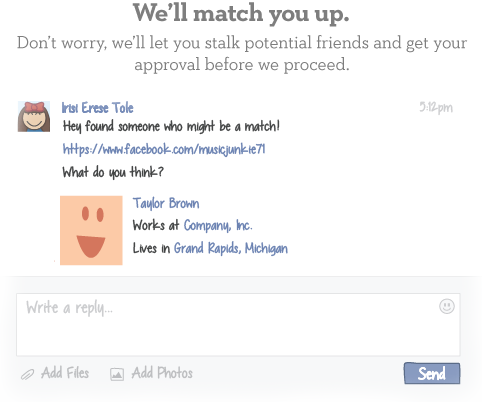 We'll match you up.
Don't worry, we'll let you stalk potential friends and get your
approval before we proceed.
Irisi Erese Tole 3:12pm
Hey found someone who might be a match!
https://www.facebook.com/musicjunkie71
What do you think?
Taylor Brown
Works at Company, Inc.
Lives in Grand Rapids, Michigan
Write a reply...
Add Files Add Photos Send